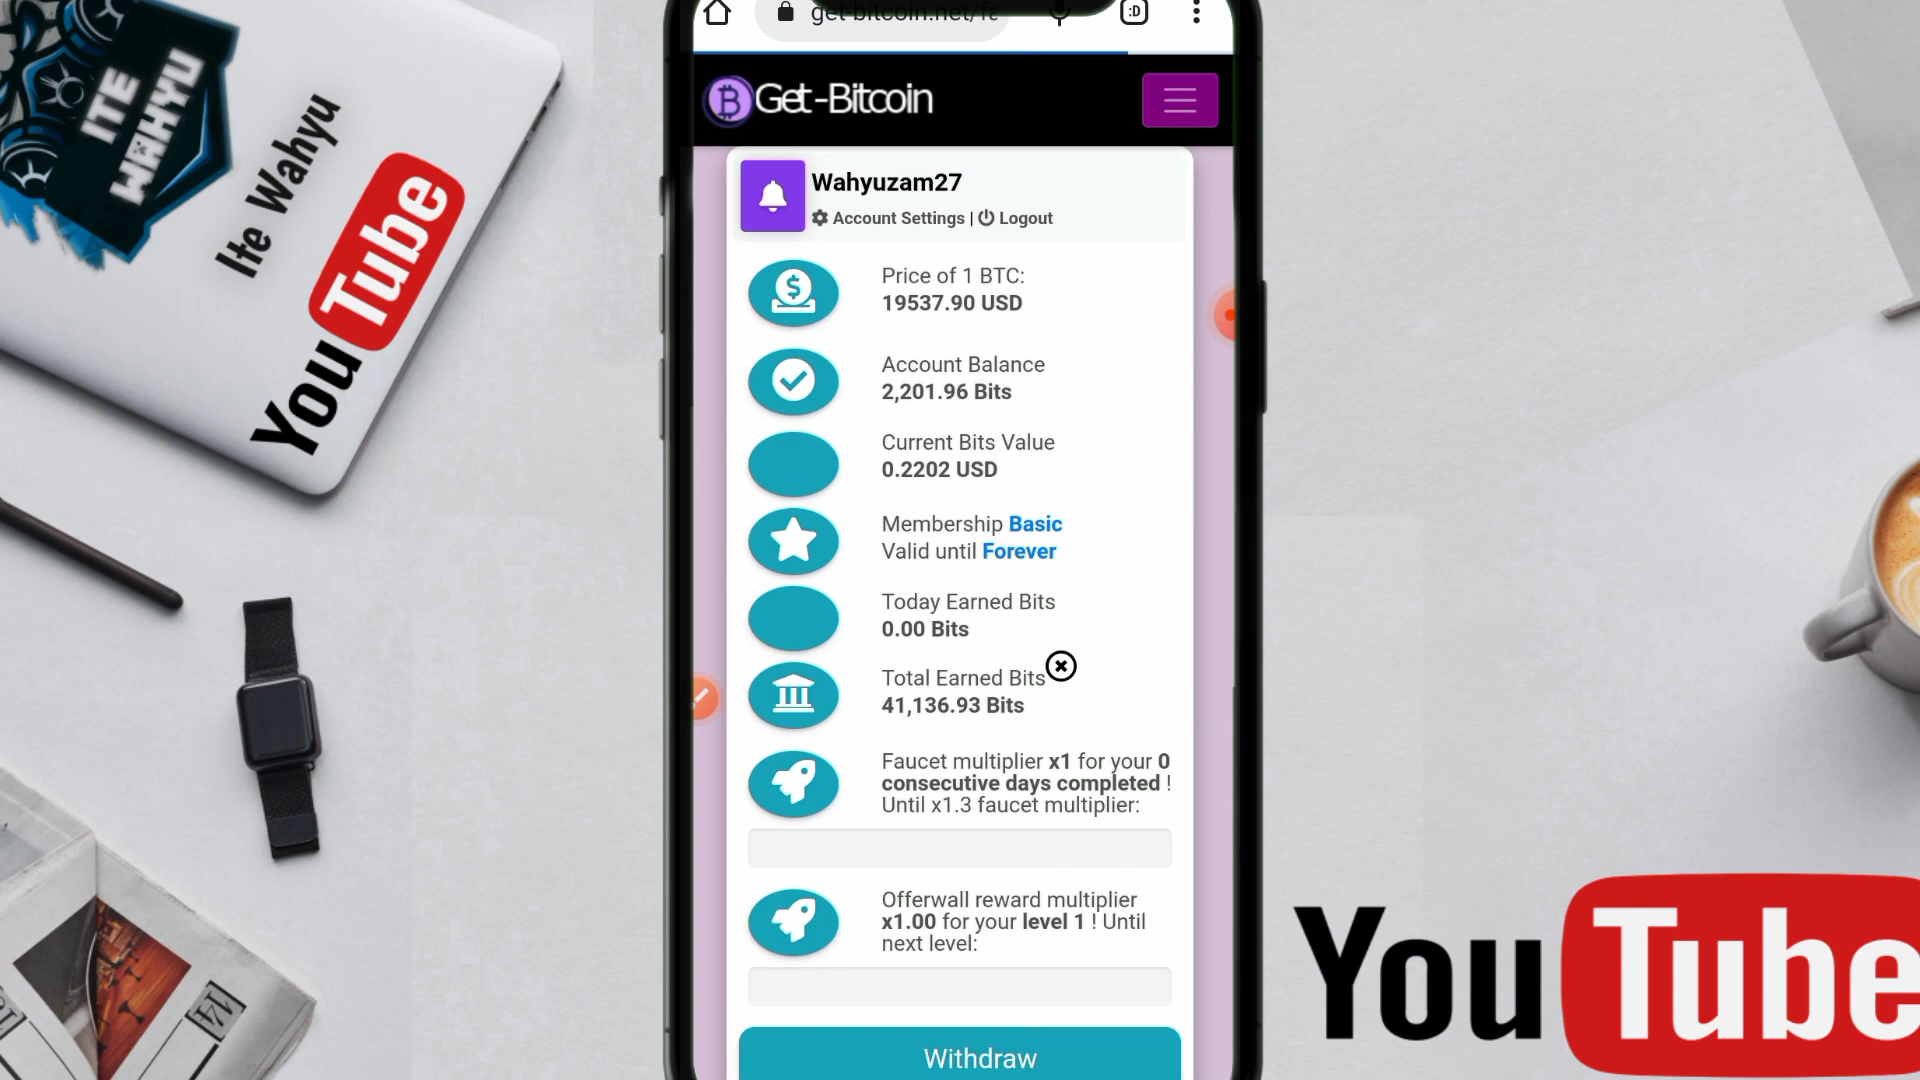 ITE
WAHYU
Ite Wahyu
YouTube
Get-Bitcoin
Wahyuzam27
Account Settings | Logout
Price of 1 BTC:
19537.90 USD
Account Balance
2,201.96 Bits
Current Bits Value
0.2202 USD
Membership Basic
Valid until Forever
Today Earned Bits
0.00 Bits
Total Earned Bits
41,136.93 Bits
Faucet multiplier x1 for your 0
consecutive days completed !
Until x1.3 faucet multiplier:
Offerwall reward multiplier
x1.00 for your level 1 ! Until
next level:
Withdraw
YouTube